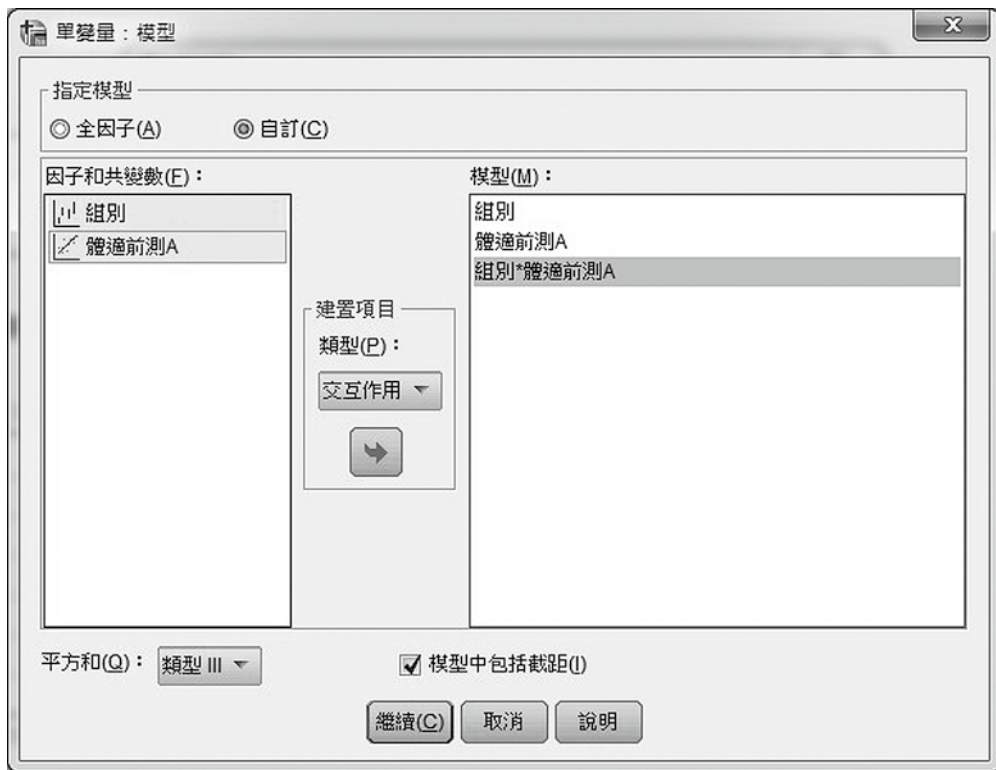 單變量：模型
指定模型
全因子(A)
自訂(C)
因子和共變數(F)：
組別
體適前測A
建置項目
類型(P)：
交互作用
模型(M)：
組別
體適前測A
組別*體適前測A
平方和(Q)：
類型 III
模型中包括截距(I)
繼續(C)
取消
說明